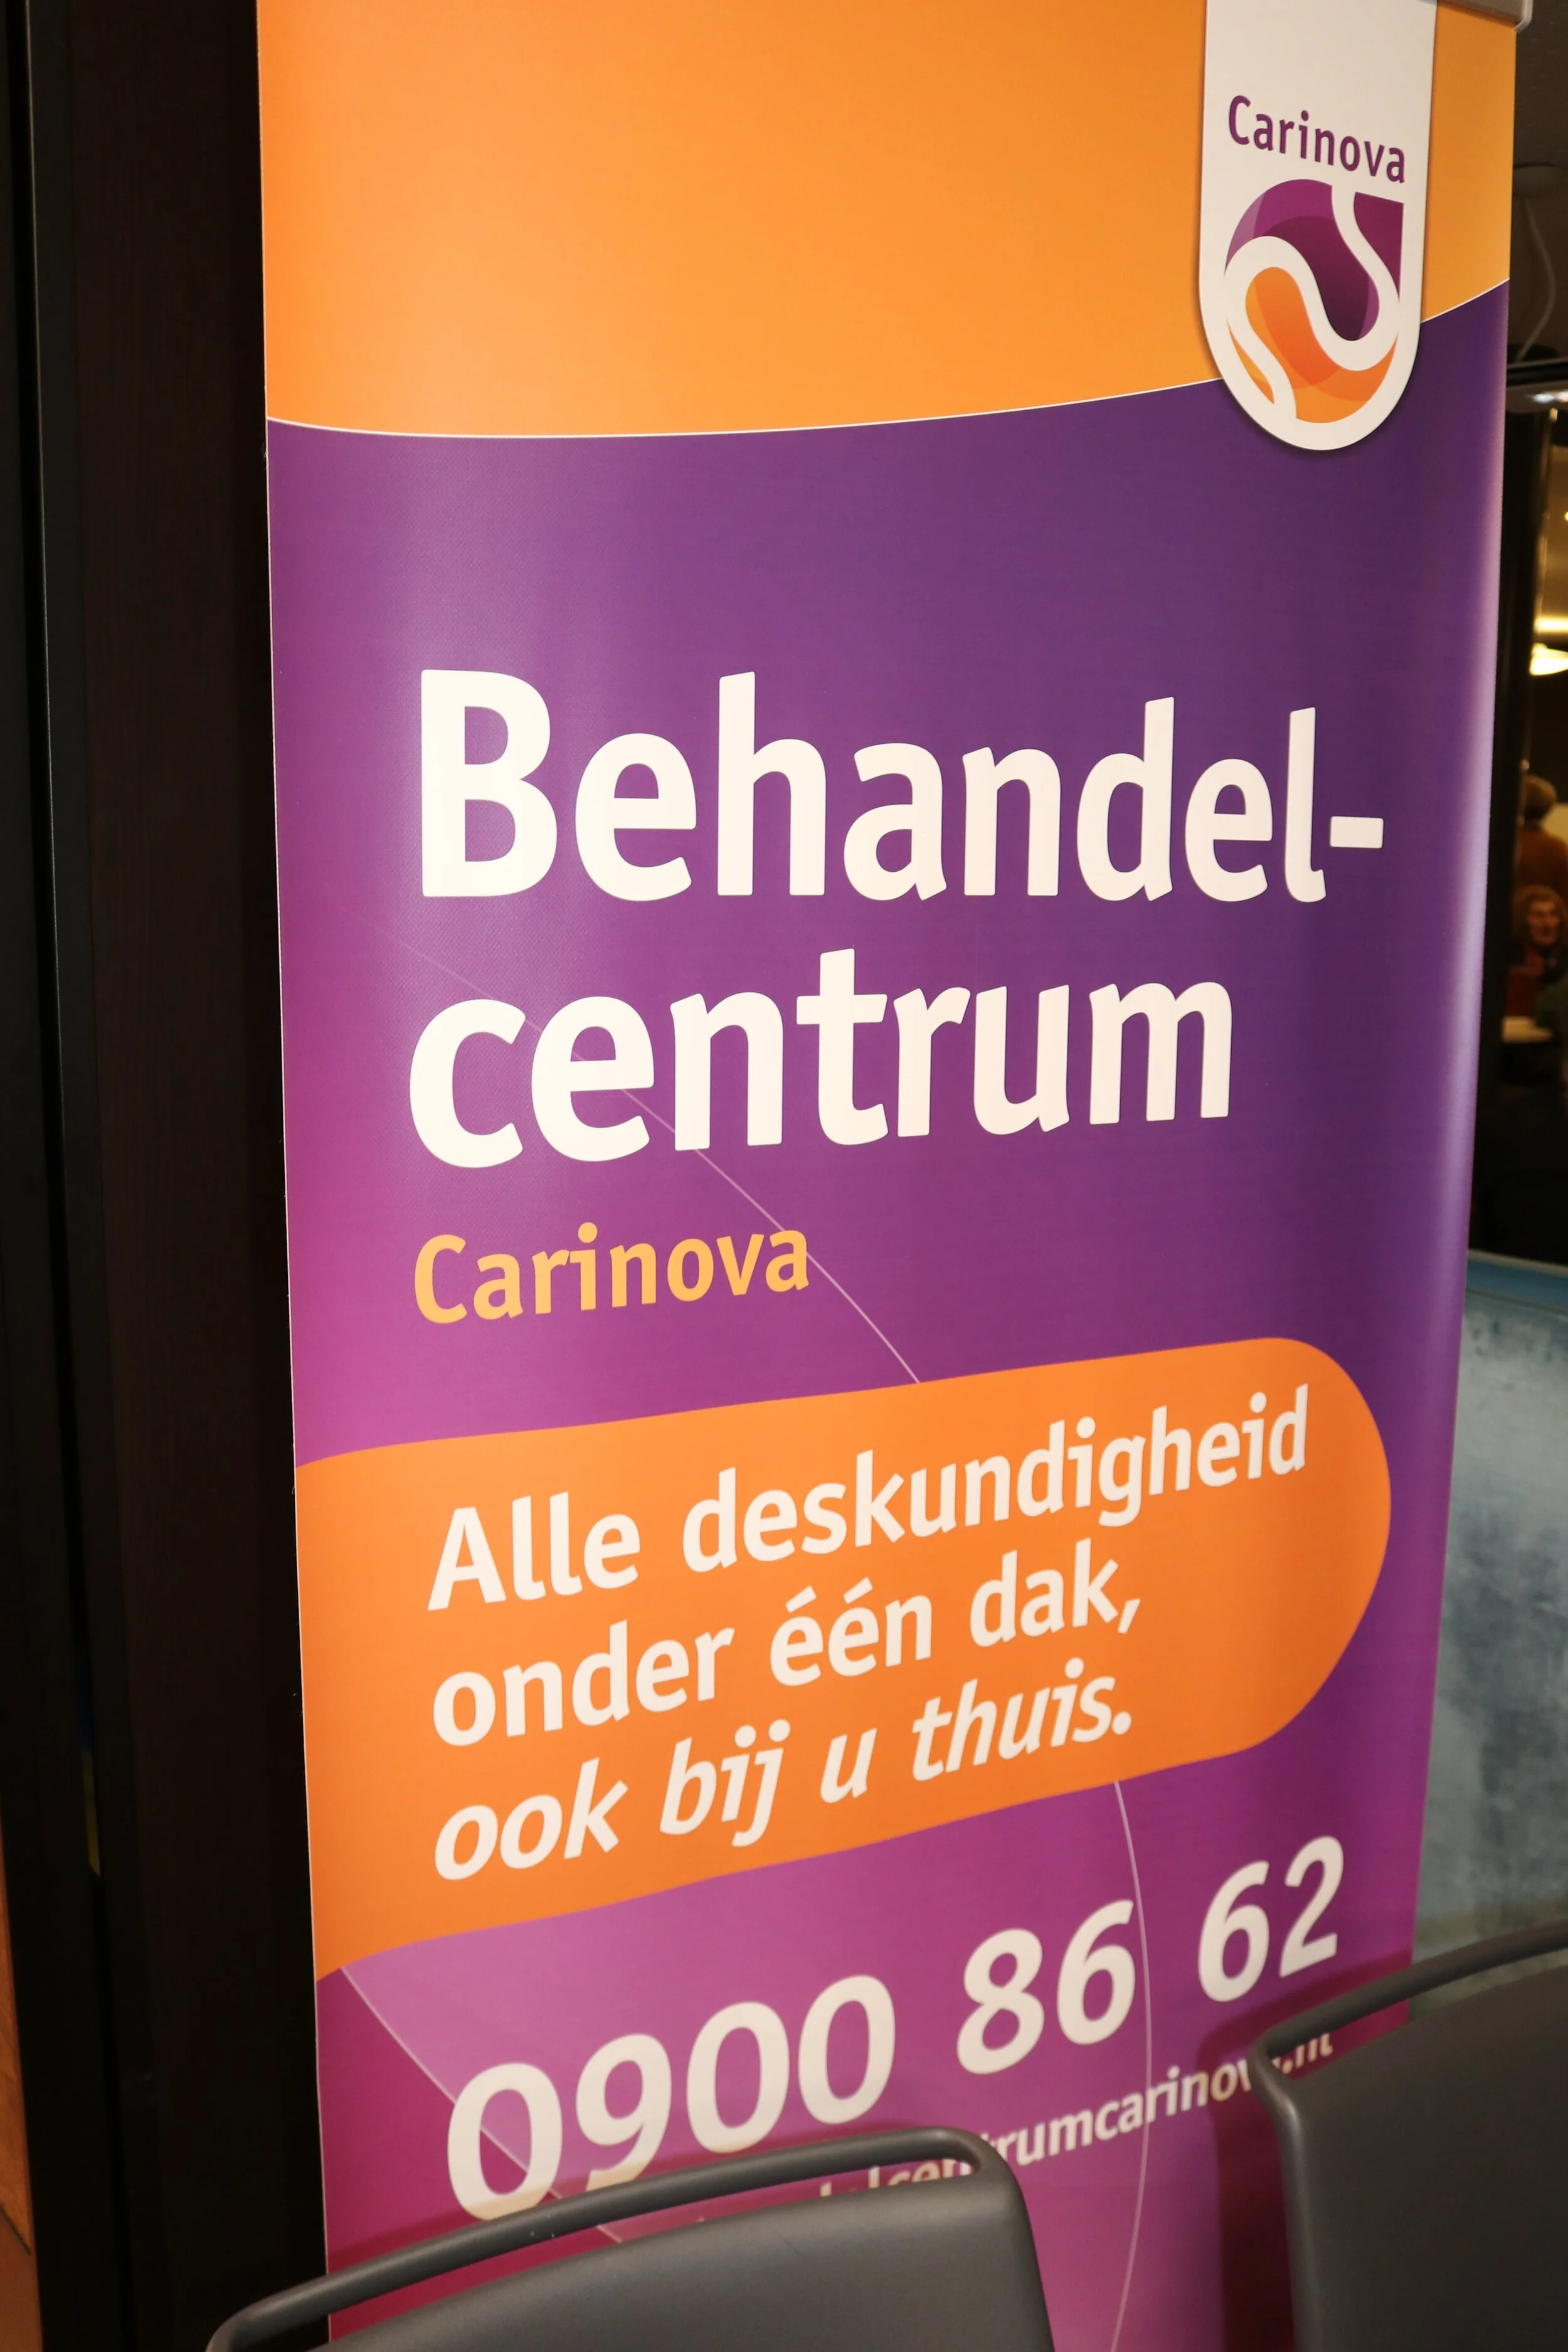 Carinova
Behandel-
centrum
Carinova
Alle deskundigheid
onder één dak,
ook bij u thuis.
0900 86 62